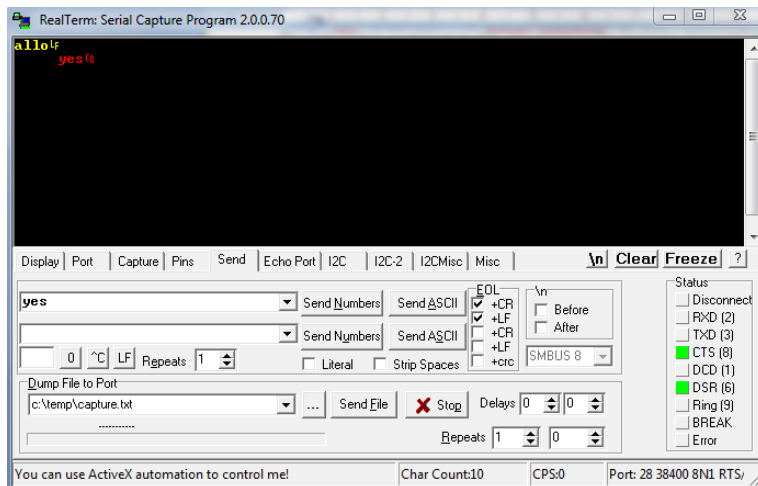 RealTerm: Serial Capture Program 2.0.0.70
alloLF
yes
Display Port Capture Pins Send Echo Port I2C I2C-2 I2CMisc Misc \n Clear Freeze ?
EOL \n Status
yes Send Numbers Send ASCII +CR Before Disconnect
+LF After RXD (2)
Send Numbers Send ASCII +CR TXD (3)
+LF CTS (8)
0 ^C LF Repeats 1 Literal Strip Spaces +crc SMBUS 8 DCD (1)
Dump File to Port DSR (6)
c:\temp\capture.txt ... Send File Stop Delays 0 0 Ring (9)
----------- BREAK
Repeats 1 0 Error
You can use ActiveX automation to control me! Char Count:10 CPS:0 Port: 28 38400 8N1 RTS/